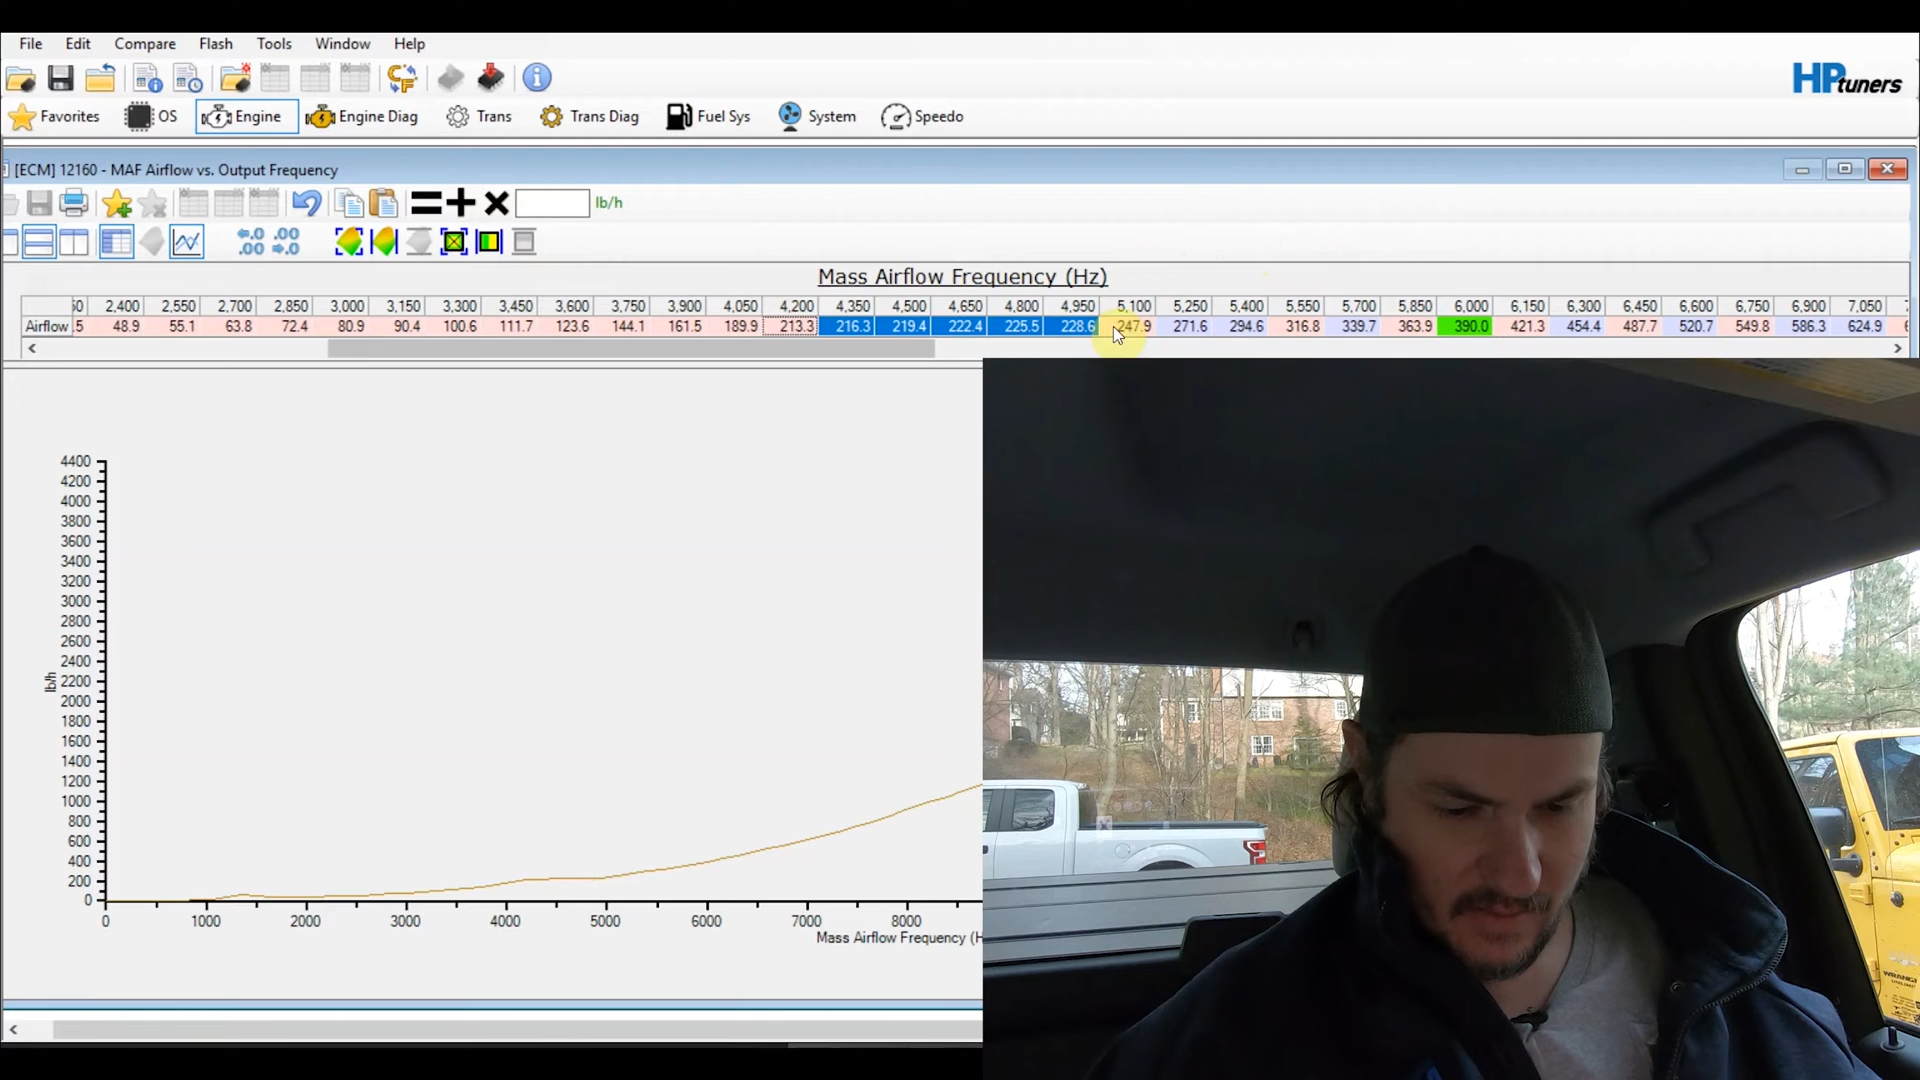 File Edit Compare Flash Tools Window Help
HPtuners
Favorites OS Engine Engine Diag Trans Trans Diag Fuel Sys System Speedo
[ECM] 12160 - MAF Airflow vs. Output Frequency
lb/h
Mass Airflow Frequency (Hz)
50 2,400 2,550 2,700 2,850 3,000 3,150 3,300 3,450 3,600 3,750 3,900 4,050 4,200 4,350 4,500 4,650 4,800 4,950 5,100 5,250 5,400 5,550 5,700 5,850 6,000 6,150 6,300 6,450 6,600 6,750 6,900 7,050
Airflow .5 48.9 55.1 63.8 72.4 80.9 90.4 100.6 111.7 123.6 144.1 161.5 189.9 213.3 216.3 219.4 222.4 225.5 228.6 247.9 271.6 294.6 316.8 339.7 363.9 390.0 421.3 454.4 487.7 520.7 549.8 586.3 624.9
4400
4200
4000
3800
3600
3400
3200
3000
2800
2600
2400
2200
2000
1800
1600
1400
1200
1000
800
600
400
200
0
lb/h
0 1000 2000 3000 4000 5000 6000 7000 8000
Mass Airflow Frequency (H
WRANGL